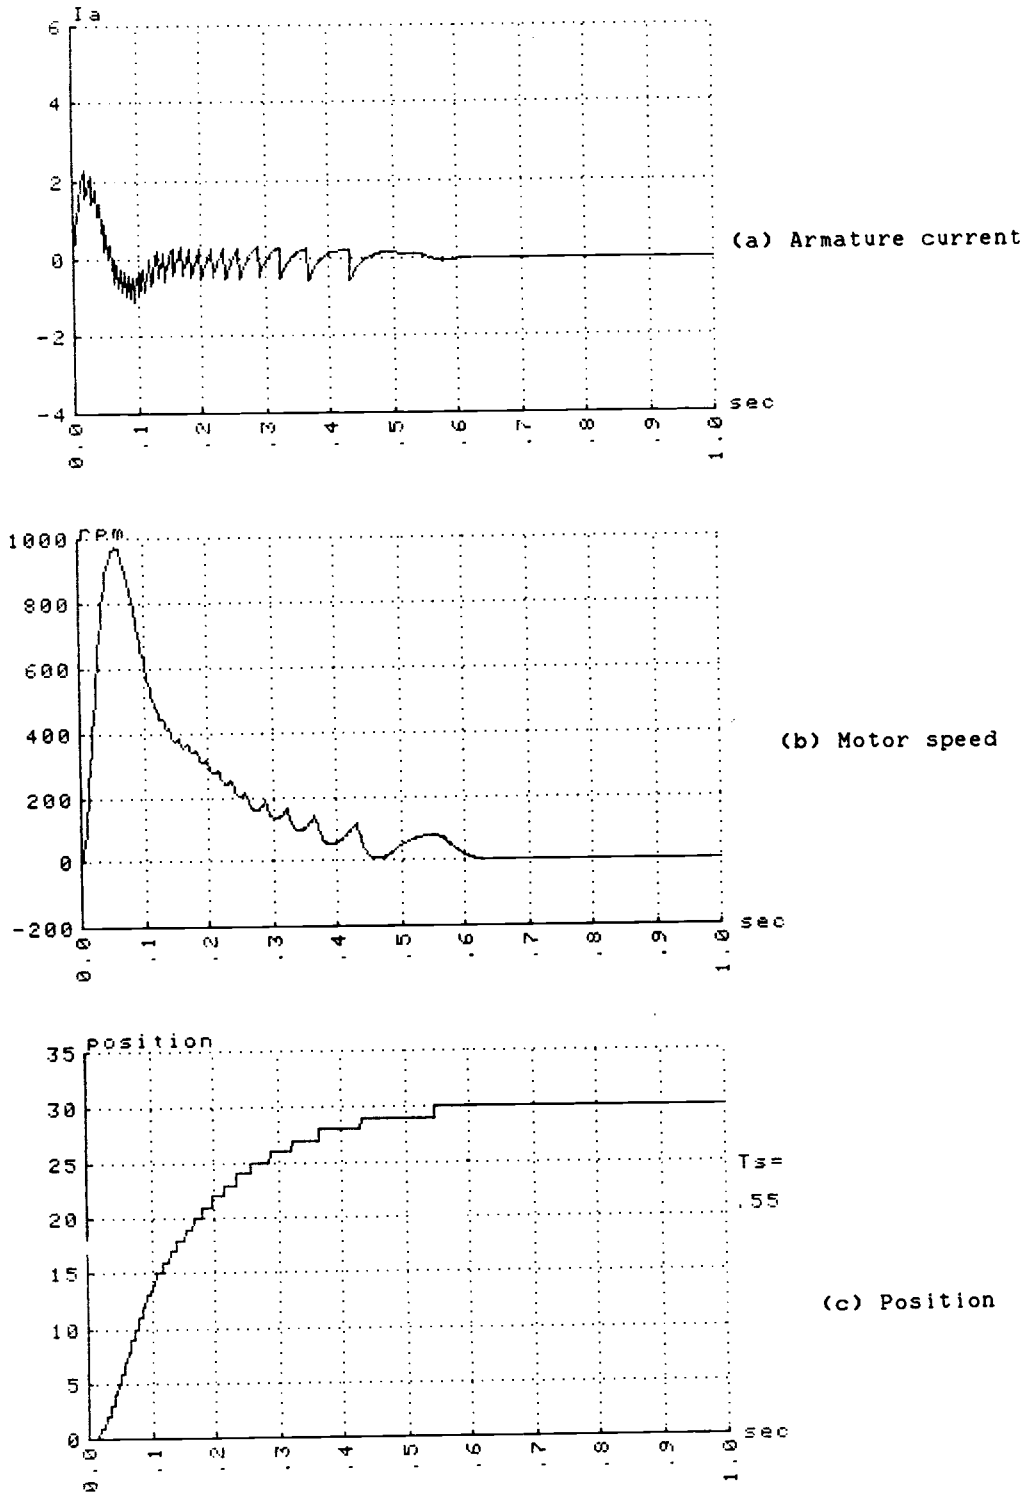 Ia
6
4
2
0
-2
-4
sec
0.0 .1 .2 .3 .4 .5 .6 .7 .8 .9 1.0
(a) Armature current
rpm
1000
800
600
400
200
0
-200
sec
0.0 .1 .2 .3 .4 .5 .6 .7 .8 .9 1.0
(b) Motor speed
position
35
30
25
20
15
10
5
0
Ts=
.55
sec
0.0 .1 .2 .3 .4 .5 .6 .7 .8 .9 1.0
(c) Position